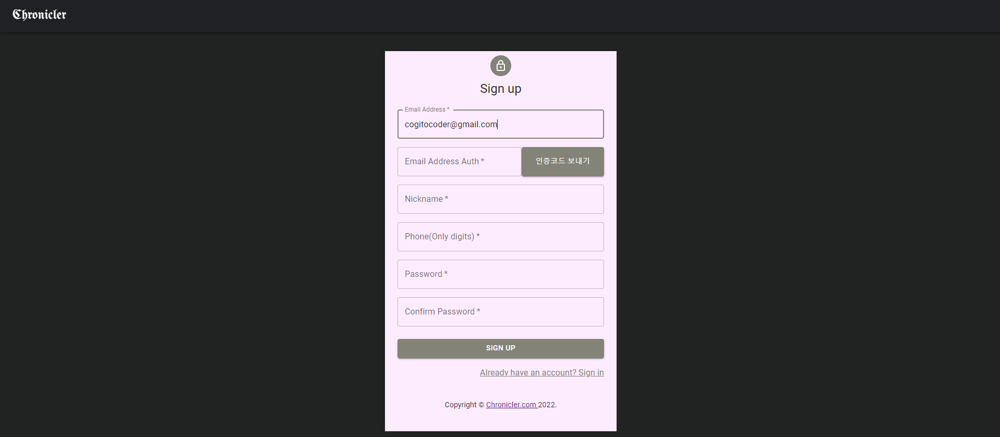 Chronicler
Sign up
Email Address *
cogitocoder@gmail.com
Email Address Auth *
인증코드 보내기
Nickname *
Phone(Only digits) *
Password *
Confirm Password *
SIGN UP
Already have an account? Sign in
Copyright © Chronicler.com 2022.